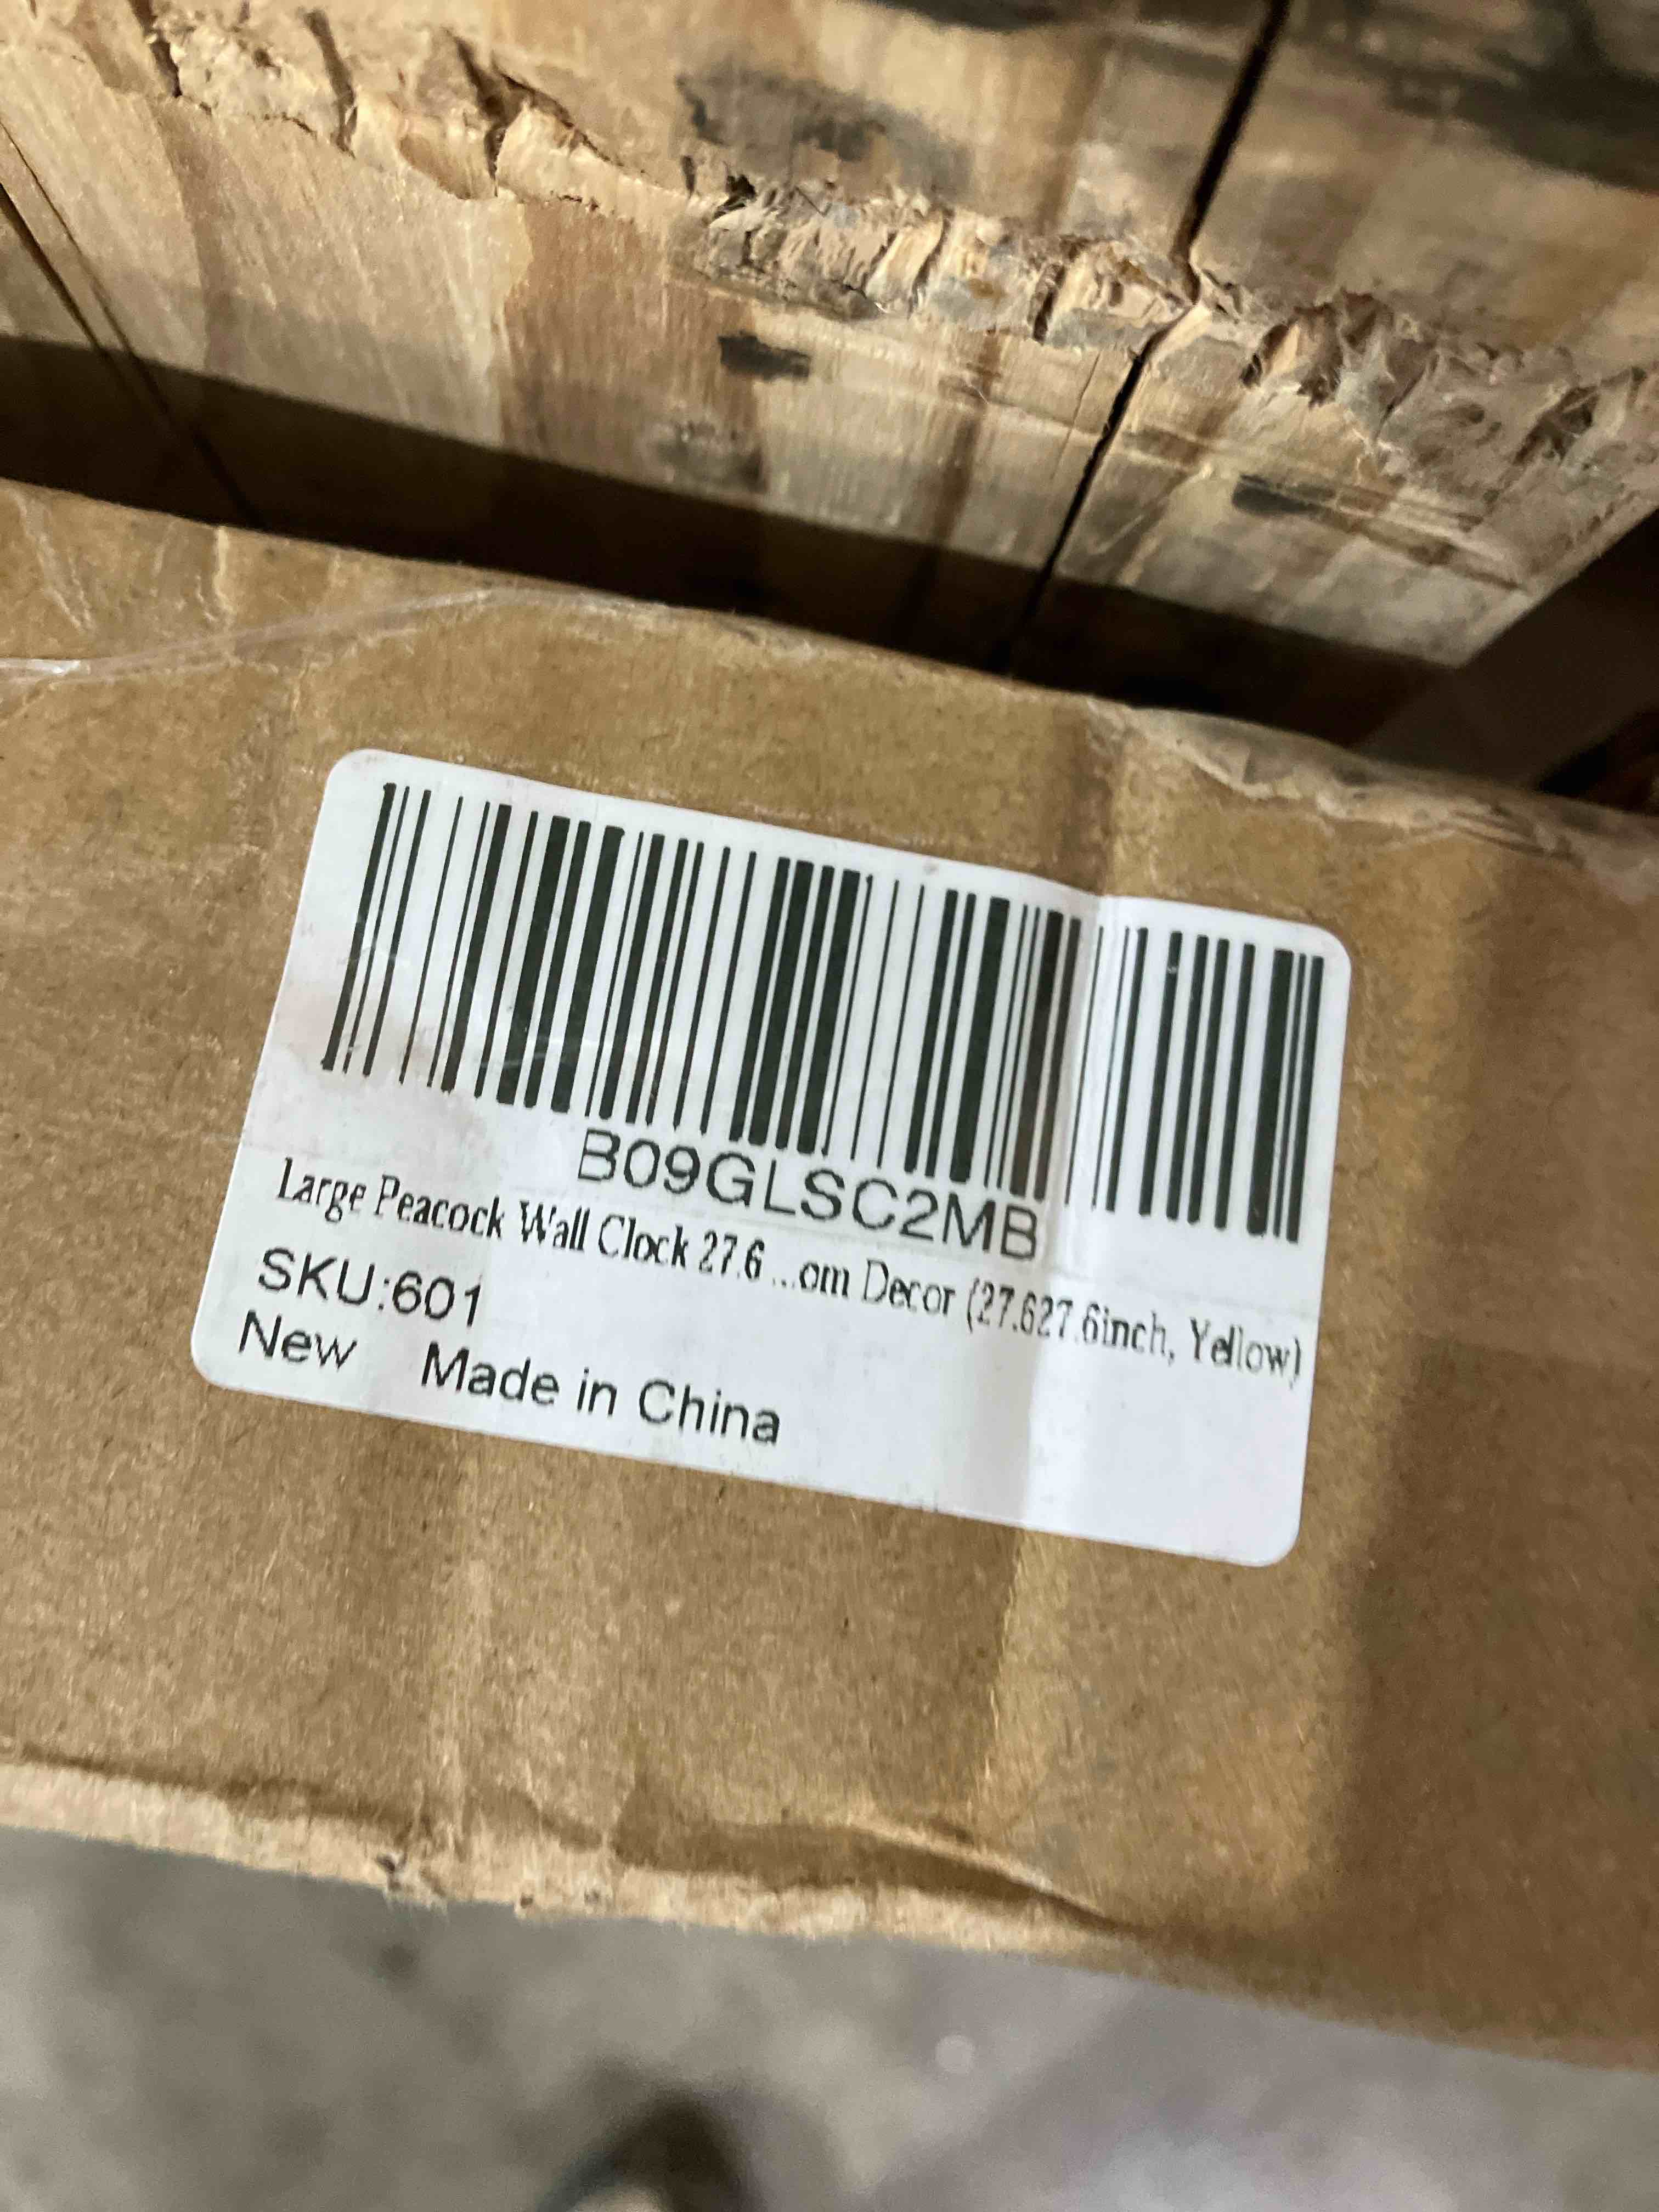 B09GLSC2MB
Large Peacock Wall Clock 27.6 ...om Decor (27.627.6inch, Yellow)
SKU:601
New Made in China